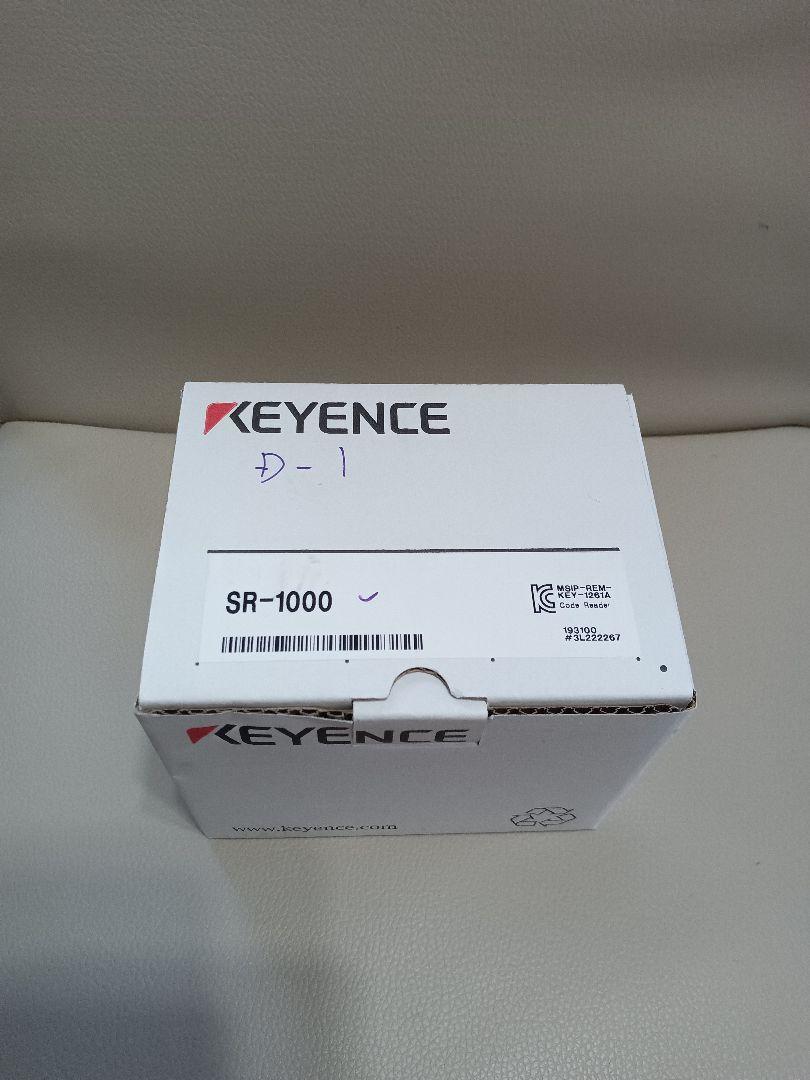 KEYENCE
D-1
SR-1000
MSIP-REM-
KEY-1261A
Code Reader
193100
#3L222267
KEYENCE
www.keyence.com